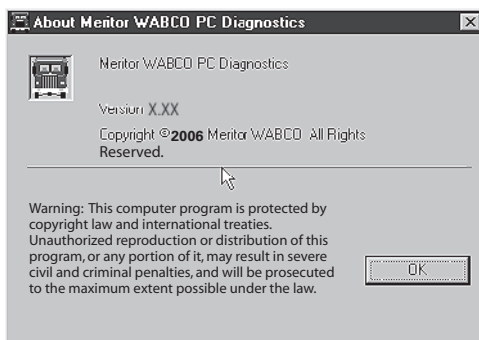 About Meritor WABCO PC Diagnostics
Meritor WABCO PC Diagnostics
Version X.XX
Copyright ©2006 Meritor WABCO All Rights
Reserved.
Warning: This computer program is protected by
copyright law and international treaties.
Unauthorized reproduction or distribution of this
program, or any portion of it, may result in severe
civil and criminal penalties, and will be prosecuted
to the maximum extent possible under the law.
OK